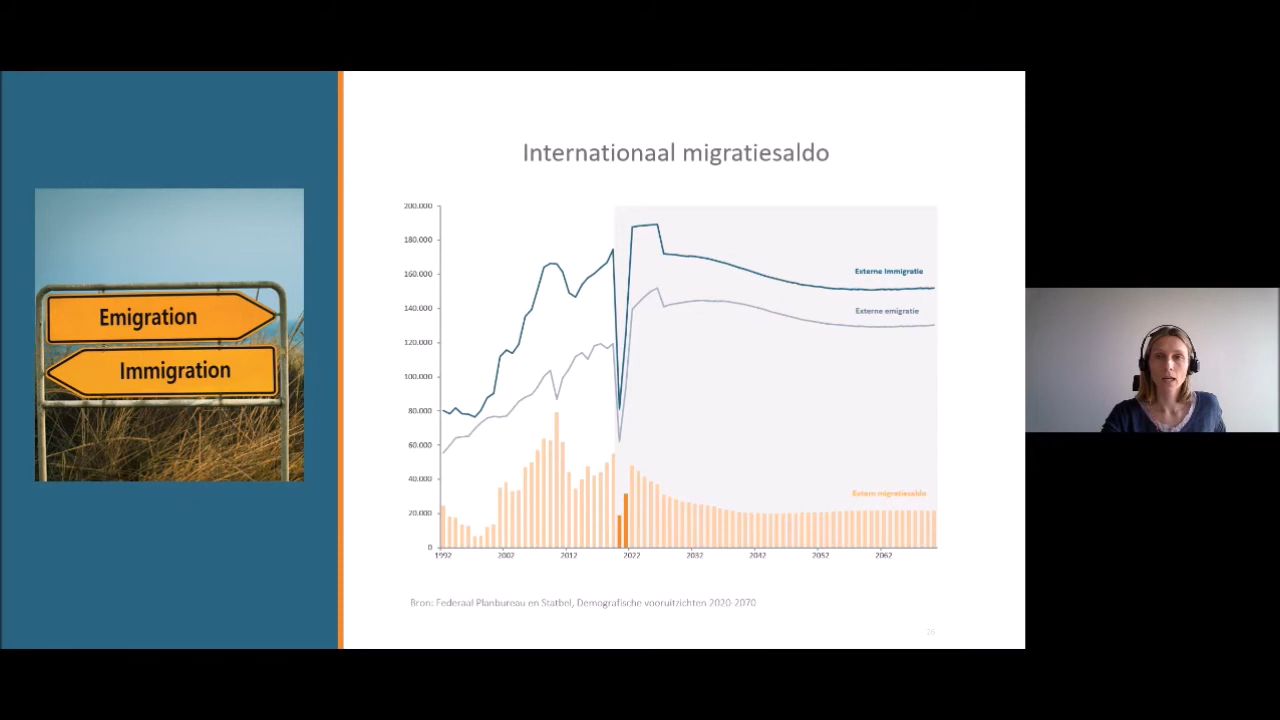 Internationaal migratiesaldo
Emigration
Immigration
200.000
180.000
160.000
140.000
120.000
100.000
80.000
60.000
40.000
20.000
0
Externe Immigratie
Externe emigratie
Extern migratiesaldo
1992 2002 2012 2022 2032 2042 2052 2062
Bron: Federaal Planbureau en Statbel, Demografische vooruitzichten 2020-2070
26